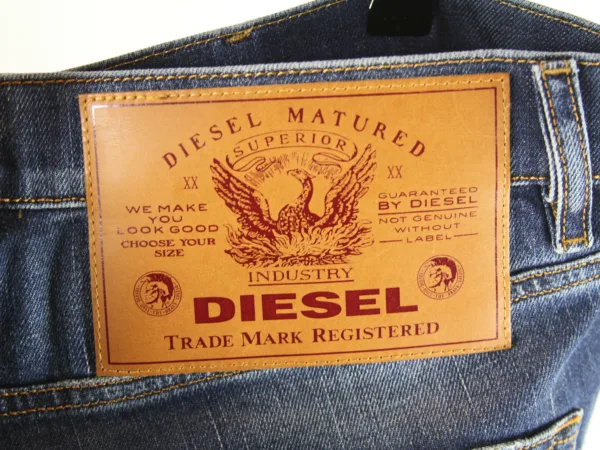 DIESEL MATURED
SUPERIOR
XX
XX
WE MAKE
YOU
LOOK GOOD
CHOOSE YOUR
SIZE
GUARANTEED
BY DIESEL
NOT GENUINE
WITHOUT
LABEL
INDUSTRY
DIESEL
TRADE MARK REGISTERED